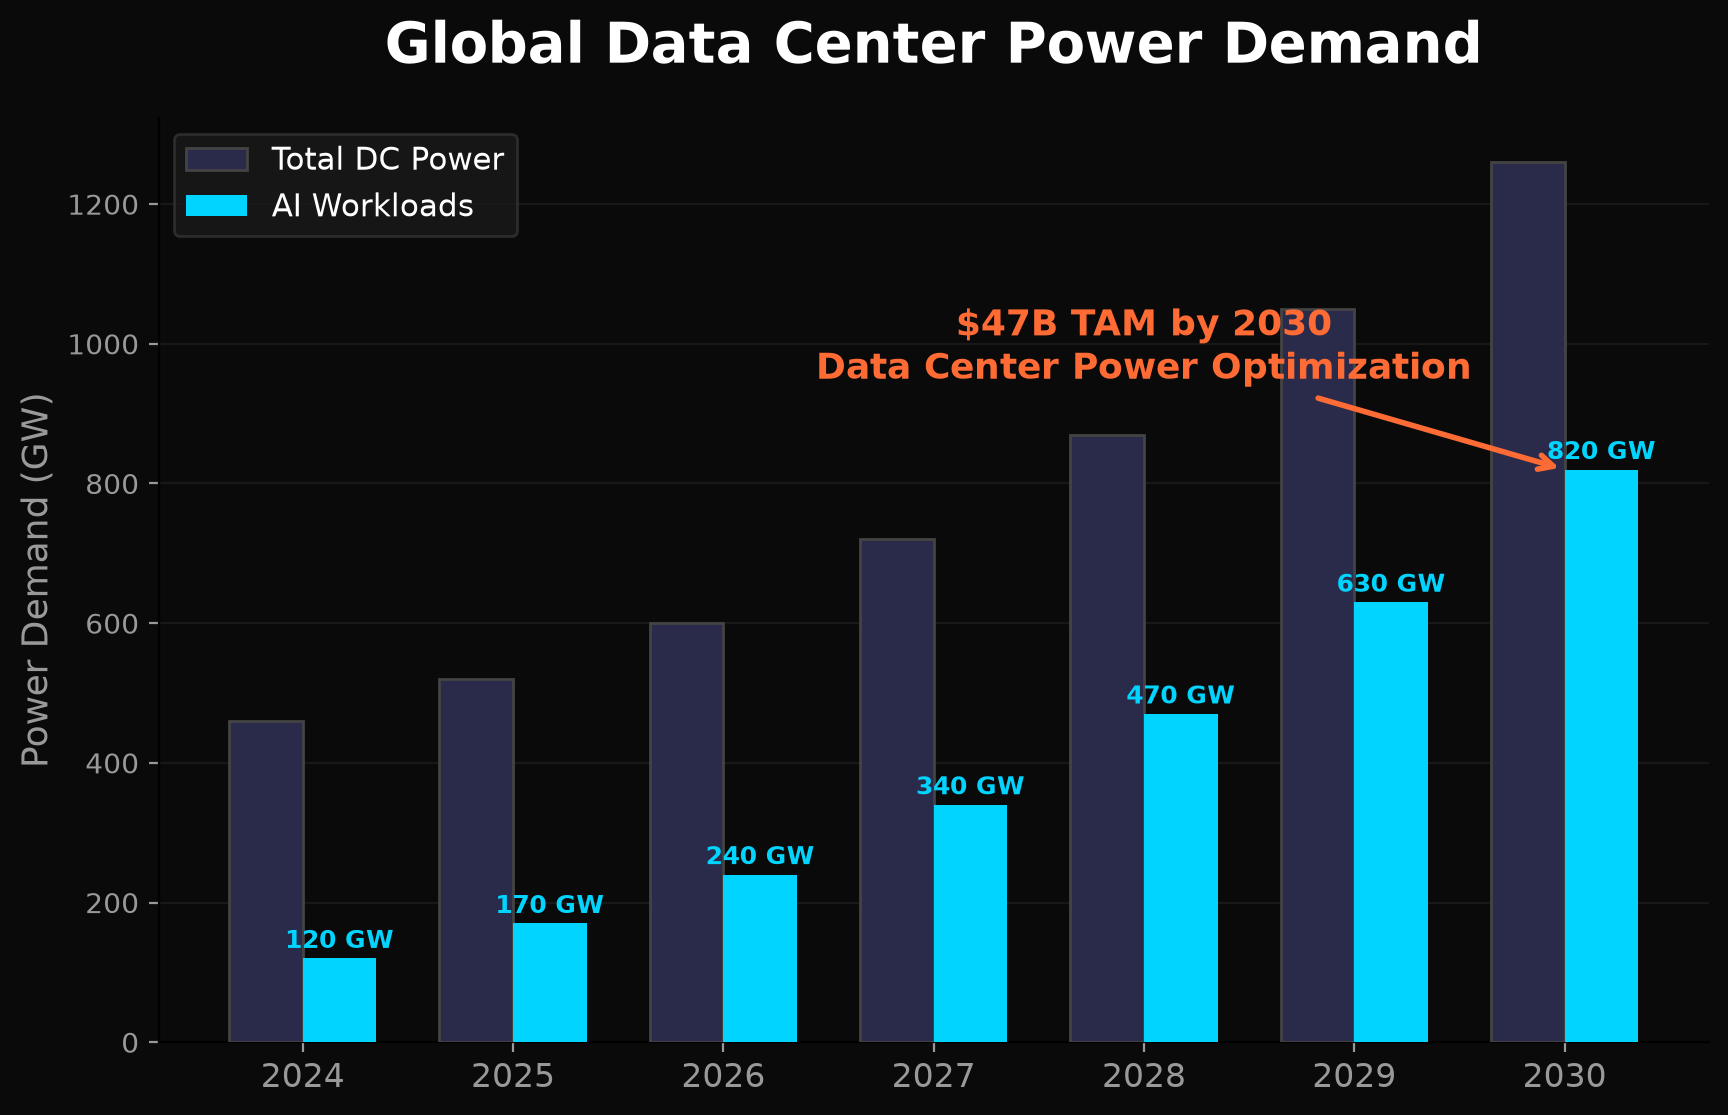 Global Data Center Power Demand
Total DC Power
AI Workloads
$47B TAM by 2030
Data Center Power Optimization
Power Demand (GW)
1200
1000
800
600
400
200
0
120 GW
170 GW
240 GW
340 GW
470 GW
630 GW
820 GW
2024
2025
2026
2027
2028
2029
2030